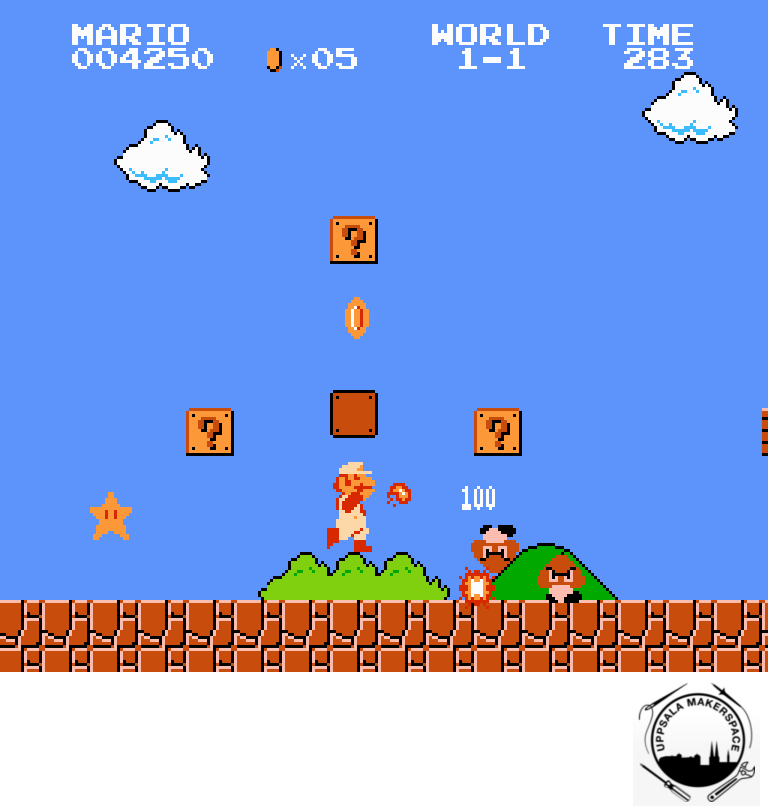 MARIO WORLD TIME
004250 ×05 1-1 283
?
? ?
100
UPPSALA MAKERSPACE